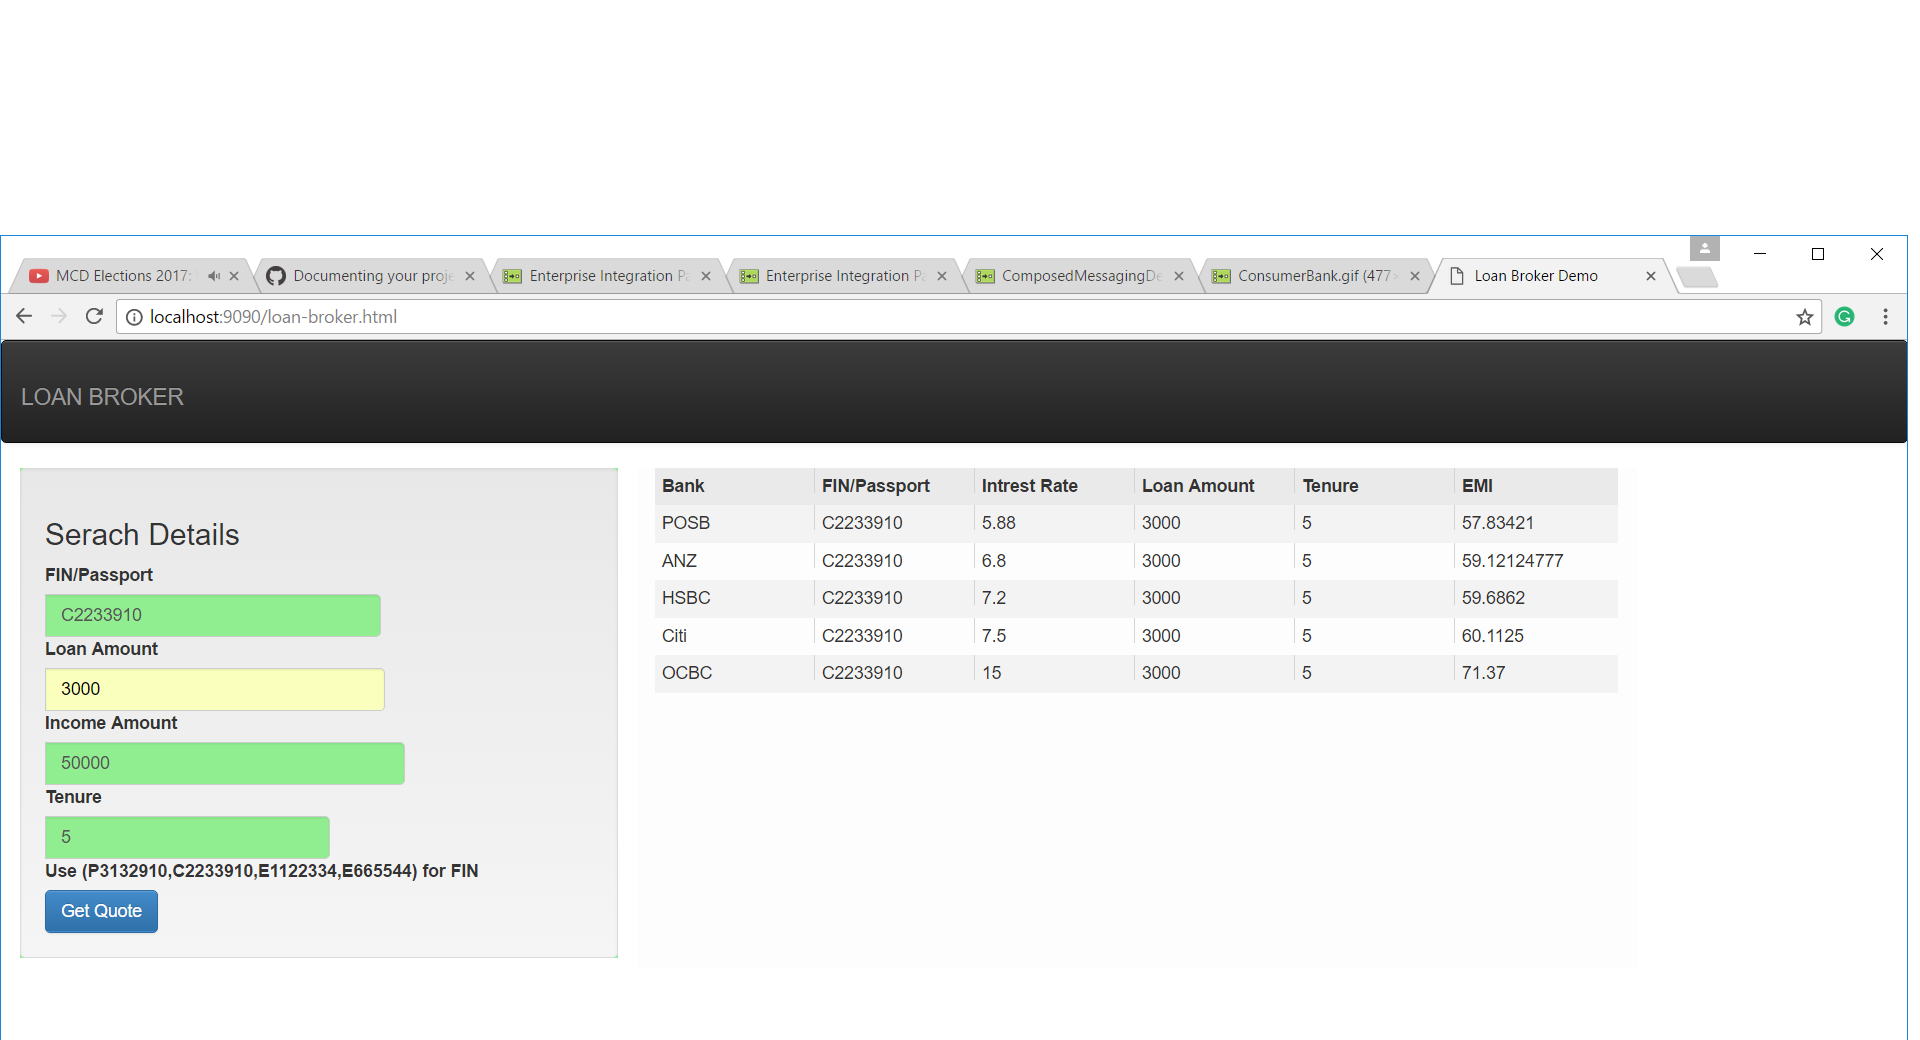 MCD Elections 2017:
Documenting your proje
Enterprise Integration Pa
Enterprise Integration Pa
ComposedMessagingDe
ConsumerBank.gif (477×
Loan Broker Demo
localhost:9090/loan-broker.html
LOAN BROKER
Serach Details
FIN/Passport
C2233910
Loan Amount
3000
Income Amount
50000
Tenure
5
Use (P3132910,C2233910,E1122334,E665544) for FIN
Get Quote
Bank FIN/Passport Intrest Rate Loan Amount Tenure EMI
POSB C2233910 5.88 3000 5 57.83421
ANZ C2233910 6.8 3000 5 59.12124777
HSBC C2233910 7.2 3000 5 59.6862
Citi C2233910 7.5 3000 5 60.1125
OCBC C2233910 15 3000 5 71.37